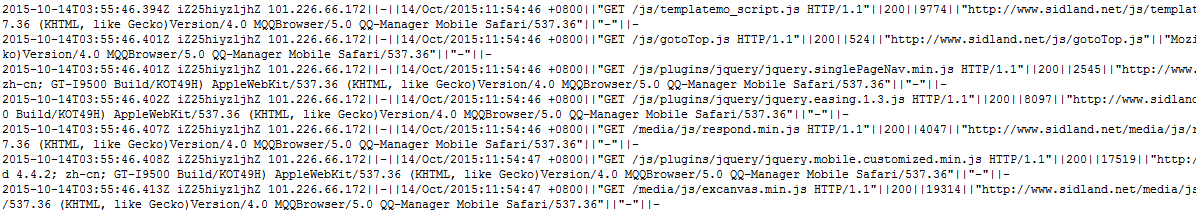 2015-10-14T03:55:46.394Z iZ25hiyzljhZ 101.226.66.172||-||14/Oct/2015:11:54:46 +0800||"GET /js/templatemo_script.js HTTP/1.1"||200||9774||"http://www.sidland.net/js/templat
7.36 (KHTML, like Gecko)Version/4.0 MQQBrowser/5.0 QQ-Manager Mobile Safari/537.36"||"-"||-
2015-10-14T03:55:46.401Z iZ25hiyzljhZ 101.226.66.172||-||14/Oct/2015:11:54:46 +0800||"GET /js/gotoTop.js HTTP/1.1"||200||524||"http://www.sidland.net/js/gotoTop.js"||"Mozi
ko)Version/4.0 MQQBrowser/5.0 QQ-Manager Mobile Safari/537.36"||"-"||-
2015-10-14T03:55:46.401Z iZ25hiyzljhZ 101.226.66.172||-||14/Oct/2015:11:54:46 +0800||"GET /js/plugins/jquery/jquery.singlePageNav.min.js HTTP/1.1"||200||2545||"http://www.
zh-cn; GT-I9500 Build/KOT49H) AppleWebKit/537.36 (KHTML, like Gecko)Version/4.0 MQQBrowser/5.0 QQ-Manager Mobile Safari/537.36"||"-"||-
2015-10-14T03:55:46.402Z iZ25hiyzljhZ 101.226.66.172||-||14/Oct/2015:11:54:46 +0800||"GET /js/plugins/jquery/jquery.easing.1.3.js HTTP/1.1"||200||8097||"http://www.sidland
0 Build/KOT49H) AppleWebKit/537.36 (KHTML, like Gecko)Version/4.0 MQQBrowser/5.0 QQ-Manager Mobile Safari/537.36"||"-"||-
2015-10-14T03:55:46.407Z iZ25hiyzljhZ 101.226.66.172||-||14/Oct/2015:11:54:46 +0800||"GET /media/js/respond.min.js HTTP/1.1"||200||4047||"http://www.sidland.net/media/js/r
7.36 (KHTML, like Gecko)Version/4.0 MQQBrowser/5.0 QQ-Manager Mobile Safari/537.36"||"-"||-
2015-10-14T03:55:46.408Z iZ25hiyzljhZ 101.226.66.172||-||14/Oct/2015:11:54:47 +0800||"GET /js/plugins/jquery/jquery.mobile.customized.min.js HTTP/1.1"||200||17519||"http:/
d 4.4.2; zh-cn; GT-I9500 Build/KOT49H) AppleWebKit/537.36 (KHTML, like Gecko)Version/4.0 MQQBrowser/5.0 QQ-Manager Mobile Safari/537.36"||"-"||-
2015-10-14T03:55:46.413Z iZ25hiyzljhZ 101.226.66.172||-||14/Oct/2015:11:54:47 +0800||"GET /media/js/excanvas.min.js HTTP/1.1"||200||19314||"http://www.sidland.net/media/js
/537.36 (KHTML, like Gecko)Version/4.0 MQQBrowser/5.0 QQ-Manager Mobile Safari/537.36"||"-"||-